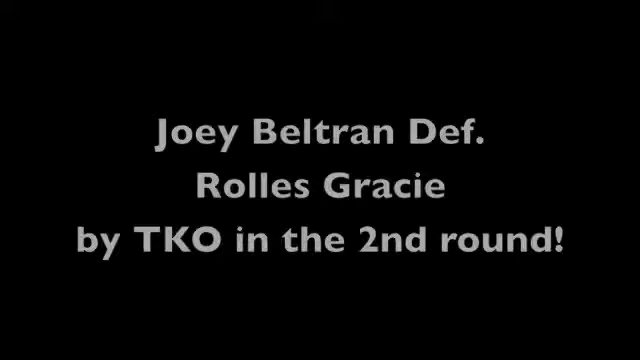 Joey Beltran Def.
Rolles Gracie
by TKO in the 2nd round!